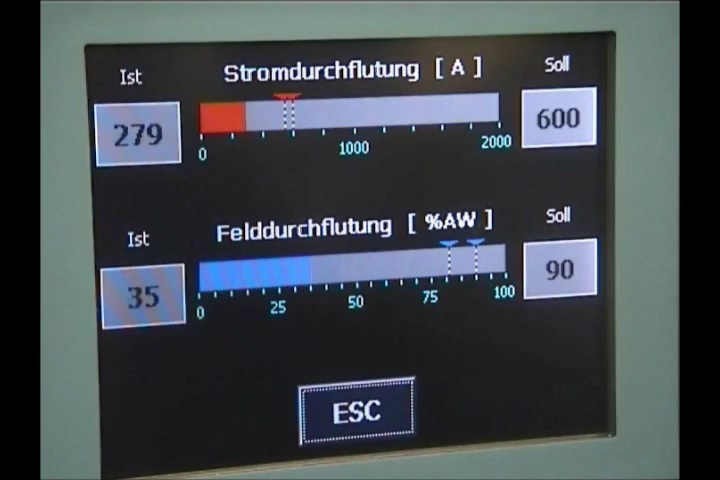 Ist
Stromdurchflutung [ A ]
Soll
279
600
0
1000
2000
Ist
Felddurchflutung [ %AW ]
Soll
35
90
0
25
50
75
100
ESC